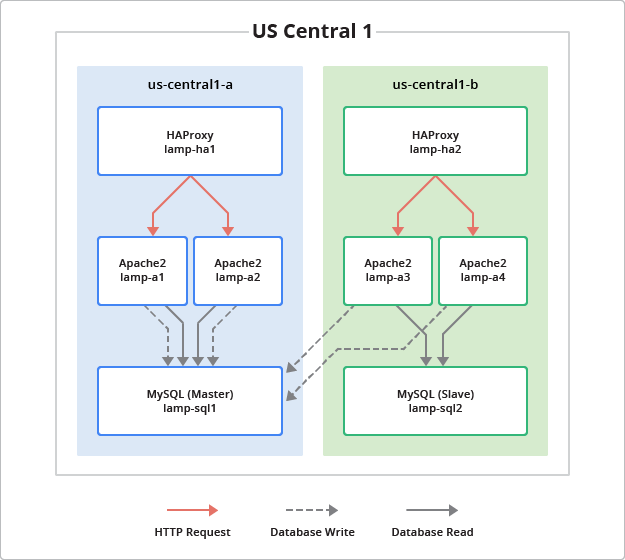 US Central 1
us-central1-a
us-central1-b
HAProxy
lamp-ha1
HAProxy
lamp-ha2
Apache2
lamp-a1
Apache2
lamp-a2
Apache2
lamp-a3
Apache2
lamp-a4
MySQL (Master)
lamp-sql1
MySQL (Slave)
lamp-sql2
HTTP Request
Database Write
Database Read